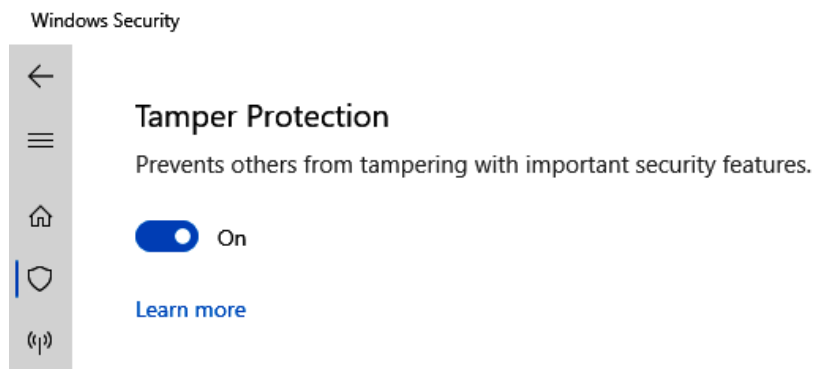 Windows Security
Tamper Protection
Prevents others from tampering with important security features.
On
Learn more